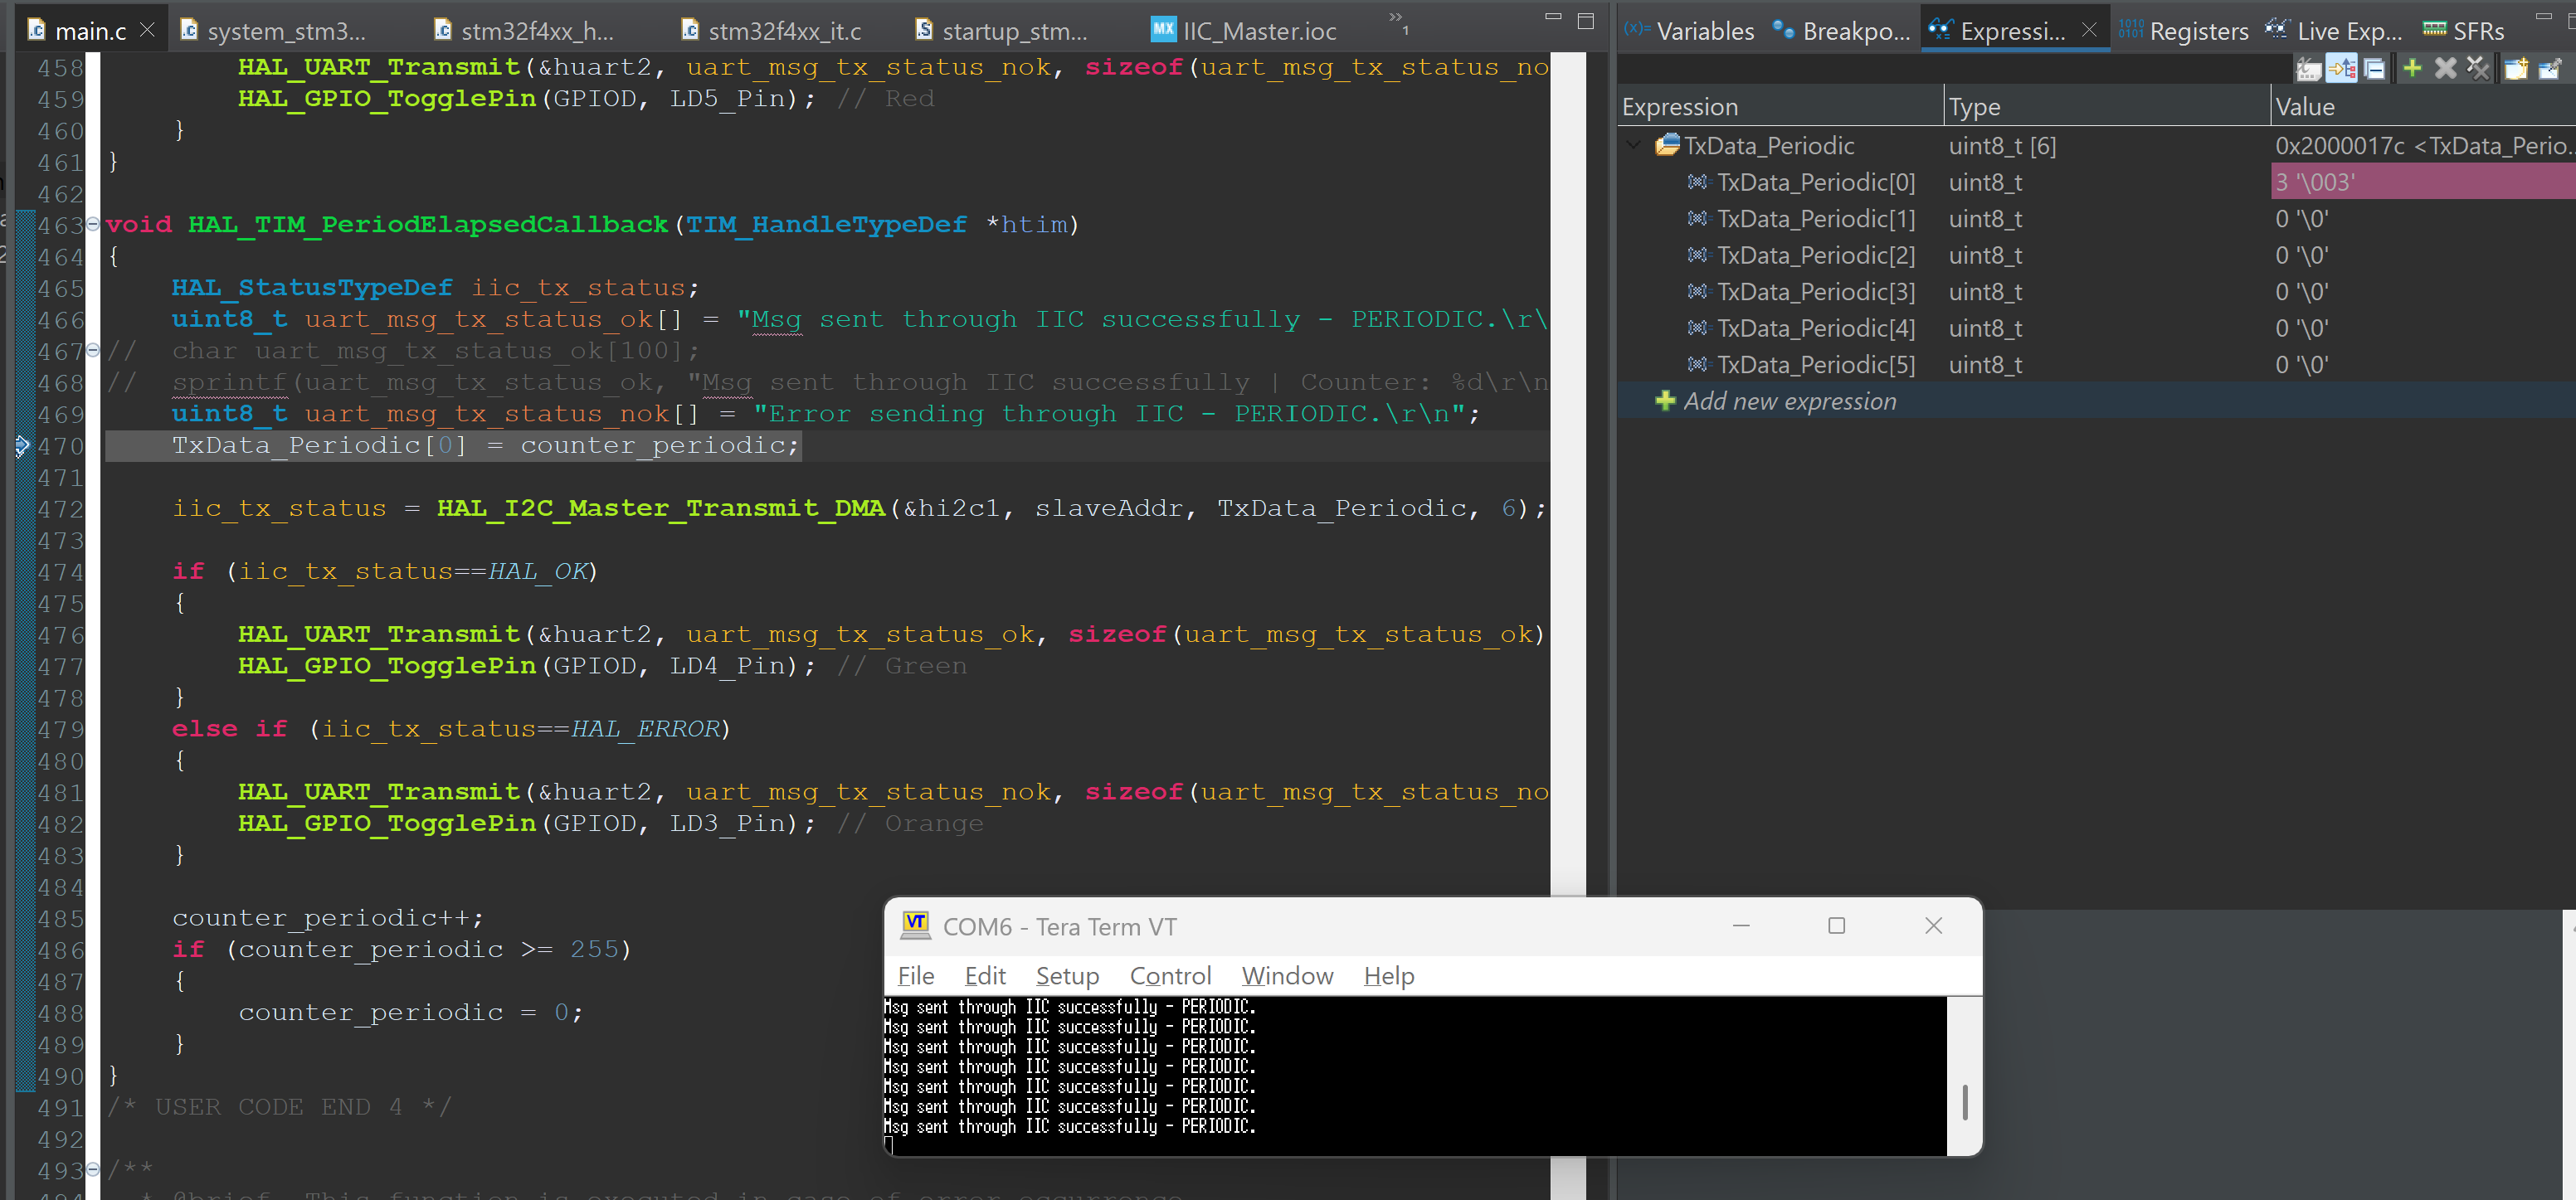 main.c
system_stm3...
stm32f4xx_h...
stm32f4xx_it.c
startup_stm...
MX IIC_Master.ioc
»1
458 HAL_UART_Transmit(&huart2, uart_msg_tx_status_nok, sizeof(uart_msg_tx_status_no
459 HAL_GPIO_TogglePin(GPIOD, LD5_Pin); // Red
460 }
461 }
462
463 void HAL_TIM_PeriodElapsedCallback(TIM_HandleTypeDef *htim)
464 {
465 HAL_StatusTypeDef iic_tx_status;
466 uint8_t uart_msg_tx_status_ok[] = "Msg sent through IIC successfully - PERIODIC.\r\
467 // char uart_msg_tx_status_ok[100];
468 // sprintf(uart_msg_tx_status_ok, "Msg sent through IIC successfully | Counter: %d\r\n
469 uint8_t uart_msg_tx_status_nok[] = "Error sending through IIC - PERIODIC.\r\n";
470 TxData_Periodic[0] = counter_periodic;
471
472 iic_tx_status = HAL_I2C_Master_Transmit_DMA(&hi2c1, slaveAddr, TxData_Periodic, 6);
473
474 if (iic_tx_status==HAL_OK)
475 {
476 HAL_UART_Transmit(&huart2, uart_msg_tx_status_ok, sizeof(uart_msg_tx_status_ok)
477 HAL_GPIO_TogglePin(GPIOD, LD4_Pin); // Green
478 }
479 else if (iic_tx_status==HAL_ERROR)
480 {
481 HAL_UART_Transmit(&huart2, uart_msg_tx_status_nok, sizeof(uart_msg_tx_status_no
482 HAL_GPIO_TogglePin(GPIOD, LD3_Pin); // Orange
483 }
484
485 counter_periodic++;
486 if (counter_periodic >= 255)
487 {
488 counter_periodic = 0;
489 }
490 }
491 /* USER CODE END 4 */
492
493 /**
494 * @brief This function is executed in case of error occurrence
(x)= Variables
Breakpo...
Expressi...
Registers
Live Exp...
SFRs
Expression Type Value
TxData_Periodic uint8_t [6] 0x2000017c <TxData_Perio...
TxData_Periodic[0] uint8_t 3 '\003'
TxData_Periodic[1] uint8_t 0 '\0'
TxData_Periodic[2] uint8_t 0 '\0'
TxData_Periodic[3] uint8_t 0 '\0'
TxData_Periodic[4] uint8_t 0 '\0'
TxData_Periodic[5] uint8_t 0 '\0'
Add new expression
VT COM6 - Tera Term VT
File Edit Setup Control Window Help
Msg sent through IIC successfully - PERIODIC.
Msg sent through IIC successfully - PERIODIC.
Msg sent through IIC successfully - PERIODIC.
Msg sent through IIC successfully - PERIODIC.
Msg sent through IIC successfully - PERIODIC.
Msg sent through IIC successfully - PERIODIC.
Msg sent through IIC successfully - PERIODIC.